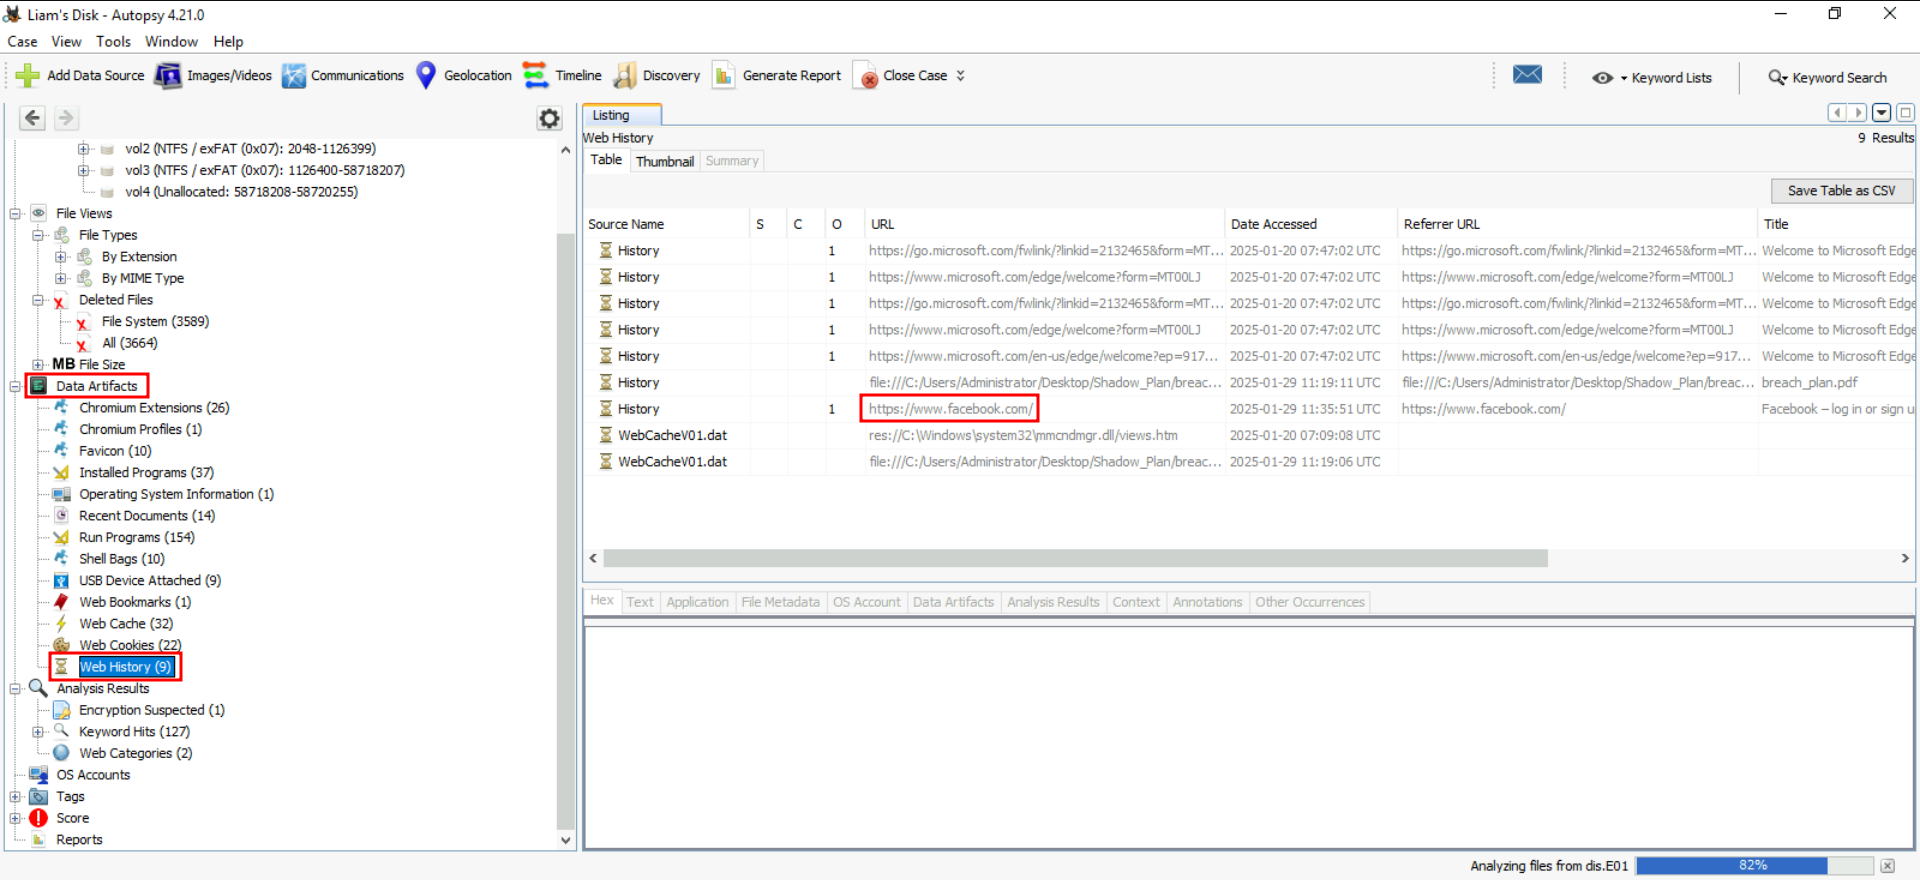 Liam's Disk - Autopsy 4.21.0
Case View Tools Window Help
Add Data Source Images/Videos Communications Geolocation Timeline Discovery Generate Report Close Case Keyword Lists Keyword Search
vol2 (NTFS / exFAT (0x07): 2048-1126399)
vol3 (NTFS / exFAT (0x07): 1126400-58718207)
vol4 (Unallocated: 58718208-58720255)
File Views
File Types
By Extension
By MIME Type
Deleted Files
File System (3589)
All (3664)
MB File Size
Data Artifacts
Chromium Extensions (26)
Chromium Profiles (1)
Favicon (10)
Installed Programs (37)
Operating System Information (1)
Recent Documents (14)
Run Programs (154)
Shell Bags (10)
USB Device Attached (9)
Web Bookmarks (1)
Web Cache (32)
Web Cookies (22)
Web History (9)
Analysis Results
Encryption Suspected (1)
Keyword Hits (127)
Web Categories (2)
OS Accounts
Tags
Score
Reports
Listing
Web History 9 Results
Table Thumbnail Summary
Save Table as CSV
Source Name S C O URL Date Accessed Referrer URL Title
History 1 https://go.microsoft.com/fwlink/?linkid=2132465&form=MT... 2025-01-20 07:47:02 UTC https://go.microsoft.com/fwlink/?linkid=2132465&form=MT... Welcome to Microsoft Edge
History 1 https://www.microsoft.com/edge/welcome?form=MT00LJ 2025-01-20 07:47:02 UTC https://www.microsoft.com/edge/welcome?form=MT00LJ Welcome to Microsoft Edge
History 1 https://go.microsoft.com/fwlink/?linkid=2132465&form=MT... 2025-01-20 07:47:02 UTC https://go.microsoft.com/fwlink/?linkid=2132465&form=MT... Welcome to Microsoft Edge
History 1 https://www.microsoft.com/edge/welcome?form=MT00LJ 2025-01-20 07:47:02 UTC https://www.microsoft.com/edge/welcome?form=MT00LJ Welcome to Microsoft Edge
History 1 https://www.microsoft.com/en-us/edge/welcome?ep=917... 2025-01-20 07:47:02 UTC https://www.microsoft.com/en-us/edge/welcome?ep=917... Welcome to Microsoft Edge
History file:///C:/Users/Administrator/Desktop/Shadow_Plan/breac... 2025-01-29 11:19:11 UTC file:///C:/Users/Administrator/Desktop/Shadow_Plan/breac... breach_plan.pdf
History 1 https://www.facebook.com/ 2025-01-29 11:35:51 UTC https://www.facebook.com/ Facebook – log in or sign u
WebCacheV01.dat res://C:\Windows\system32\mmcndmgr.dll/views.htm 2025-01-20 07:09:08 UTC
WebCacheV01.dat file:///C:/Users/Administrator/Desktop/Shadow_Plan/breac... 2025-01-29 11:19:06 UTC
Hex Text Application File Metadata OS Account Data Artifacts Analysis Results Context Annotations Other Occurrences
Analyzing files from dis.E01 82%